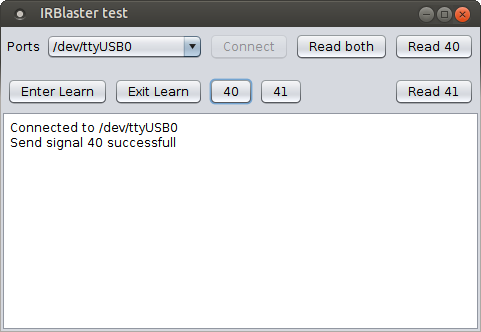 IRBlaster test
Ports /dev/ttyUSB0 Connect Read both Read 40
Enter Learn Exit Learn 40 41 Read 41
Connected to /dev/ttyUSB0
Send signal 40 successfull